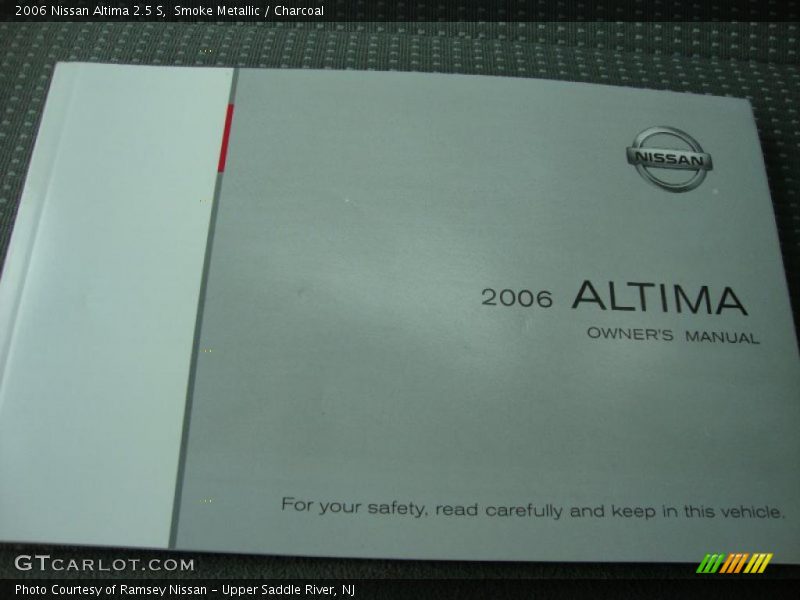 2006 Nissan Altima 2.5 S, Smoke Metallic / Charcoal
NISSAN
2006 ALTIMA
OWNER'S MANUAL
For your safety, read carefully and keep in this vehicle.
GTCARLOT.COM
Photo Courtesy of Ramsey Nissan - Upper Saddle River, NJ